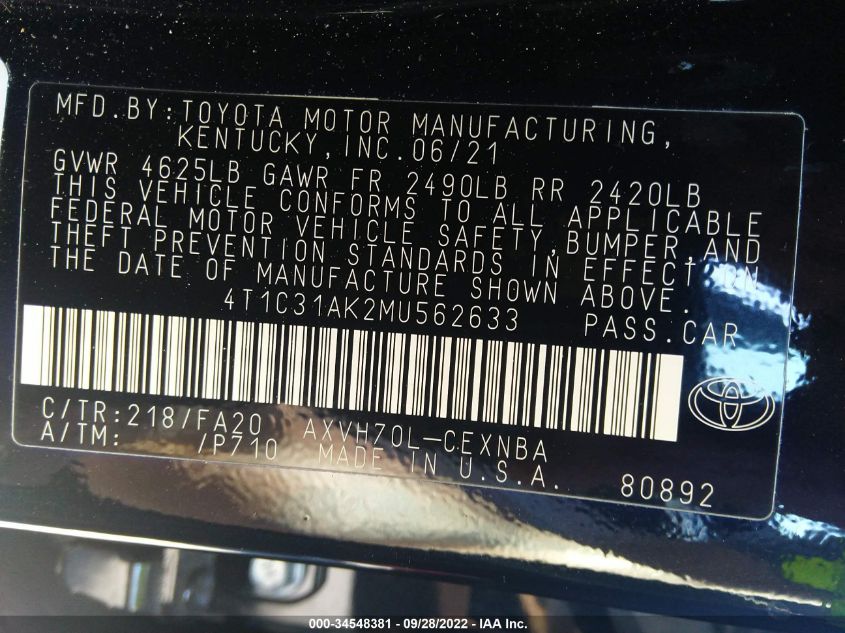 MFD.BY:TOYOTA MOTOR MANUFACTURING,
KENTUCKY,INC.06/21
GVWR 4625LB GAWR FR 2490LB RR 2420LB
THIS VEHICLE CONFORMS TO ALL APPLICABLE
FEDERAL MOTOR VEHICLE SAFETY,BUMPER,AND
THEFT PREVENTION STANDARDS IN EFFECT ON
THE DATE OF MANUFACTURE SHOWN ABOVE.
4T1C31AK2MU562633 PASS.CAR
C/TR:218/FA20 AXVH70L-CEXNBA
A/TM: /P710 MADE IN U.S.A. 80892
000-34548381 - 09/28/2022 - IAA Inc.